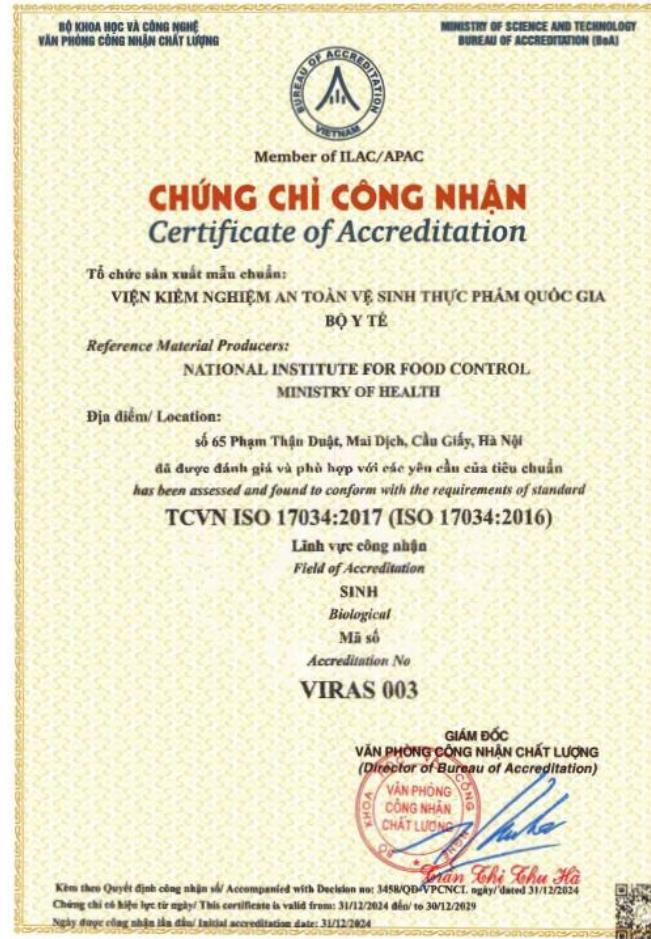 BỘ KHOA HỌC VÀ CÔNG NGHỆ
VĂN PHÒNG CÔNG NHẬN CHẤT LƯỢNG
MINISTRY OF SCIENCE AND TECHNOLOGY
BUREAU OF ACCREDITATION (BoA)
BUREAU OF ACCREDITATION
VIETNAM
Member of ILAC/APAC
CHỨNG CHỈ CÔNG NHẬN
Certificate of Accreditation
Tổ chức sản xuất mẫu chuẩn:
VIỆN KIỂM NGHIỆM AN TOÀN VỆ SINH THỰC PHẨM QUỐC GIA
BỘ Y TẾ
Reference Material Producers:
NATIONAL INSTITUTE FOR FOOD CONTROL
MINISTRY OF HEALTH
Địa điểm/ Location:
số 65 Phạm Thận Duật, Mai Dịch, Cầu Giấy, Hà Nội
đã được đánh giá và phù hợp với các yêu cầu của tiêu chuẩn
has been assessed and found to conform with the requirements of standard
TCVN ISO 17034:2017 (ISO 17034:2016)
Lĩnh vực công nhận
Field of Accreditation
SINH
Biological
Mã số
Accreditation No
VIRAS 003
GIÁM ĐỐC
VĂN PHÒNG CÔNG NHẬN CHẤT LƯỢNG
(Director of Bureau of Accreditation)
BỘ KHOA HỌC VÀ CÔNG NGHỆ
VĂN PHÒNG
CÔNG NHẬN
CHẤT LƯỢNG
Trần Thị Thu Hà
Kèm theo Quyết định công nhận số/ Accompanied with Decision no: 3458/QĐ-VPCNCL ngày/ dated 31/12/2024
Chứng chỉ có hiệu lực từ ngày/ This certificate is valid from: 31/12/2024 đến/ to 30/12/2029
Ngày được công nhận lần đầu/ Initial accreditation date: 31/12/2024